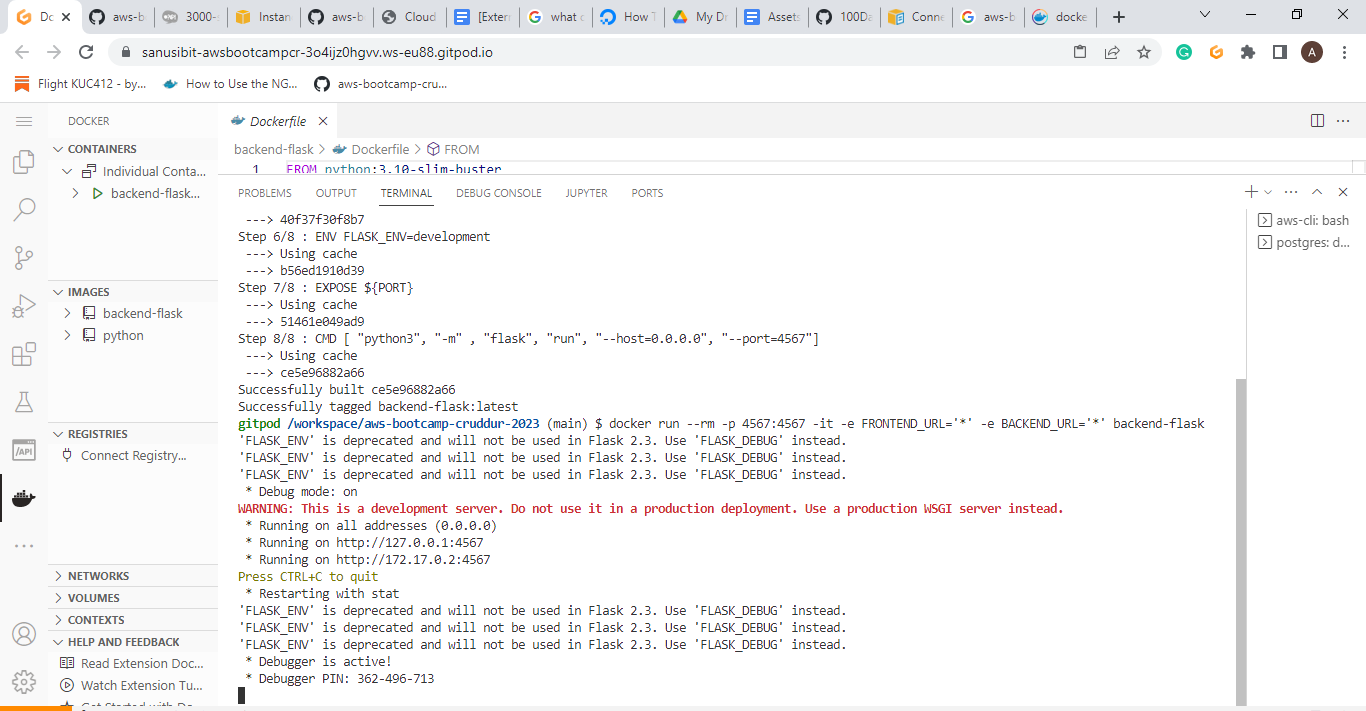 Dc
aws-b
3000-
Instan
aws-b
Cloud
[Exter
what c
How T
My Dr
Assets
100Da
Conne
aws-b
docke
sanusibit-awsbootcampcr-3o4ijz0hgvv.ws-eu88.gitpod.io
A
Flight KUC412 - by...
How to Use the NG...
aws-bootcamp-cru...
DOCKER
CONTAINERS
Individual Conta...
backend-flask...
IMAGES
backend-flask
python
REGISTRIES
Connect Registry...
NETWORKS
VOLUMES
CONTEXTS
HELP AND FEEDBACK
Read Extension Doc...
Watch Extension Tu...
Get Started with Do...
/API
Dockerfile
backend-flask > Dockerfile > FROM
1 FROM python:3.10-slim-buster
PROBLEMS OUTPUT TERMINAL DEBUG CONSOLE JUPYTER PORTS
---> 40f37f30f8b7
Step 6/8 : ENV FLASK_ENV=development
---> Using cache
---> b56ed1910d39
Step 7/8 : EXPOSE ${PORT}
---> Using cache
---> 51461e049ad9
Step 8/8 : CMD [ "python3", "-m" , "flask", "run", "--host=0.0.0.0", "--port=4567"]
---> Using cache
---> ce5e96882a66
Successfully built ce5e96882a66
Successfully tagged backend-flask:latest
gitpod /workspace/aws-bootcamp-cruddur-2023 (main) $ docker run --rm -p 4567:4567 -it -e FRONTEND_URL='*' -e BACKEND_URL='*' backend-flask
'FLASK_ENV' is deprecated and will not be used in Flask 2.3. Use 'FLASK_DEBUG' instead.
'FLASK_ENV' is deprecated and will not be used in Flask 2.3. Use 'FLASK_DEBUG' instead.
'FLASK_ENV' is deprecated and will not be used in Flask 2.3. Use 'FLASK_DEBUG' instead.
* Debug mode: on
WARNING: This is a development server. Do not use it in a production deployment. Use a production WSGI server instead.
* Running on all addresses (0.0.0.0)
* Running on http://127.0.0.1:4567
* Running on http://172.17.0.2:4567
Press CTRL+C to quit
* Restarting with stat
'FLASK_ENV' is deprecated and will not be used in Flask 2.3. Use 'FLASK_DEBUG' instead.
'FLASK_ENV' is deprecated and will not be used in Flask 2.3. Use 'FLASK_DEBUG' instead.
'FLASK_ENV' is deprecated and will not be used in Flask 2.3. Use 'FLASK_DEBUG' instead.
* Debugger is active!
* Debugger PIN: 362-496-713
aws-cli: bash
postgres: d...